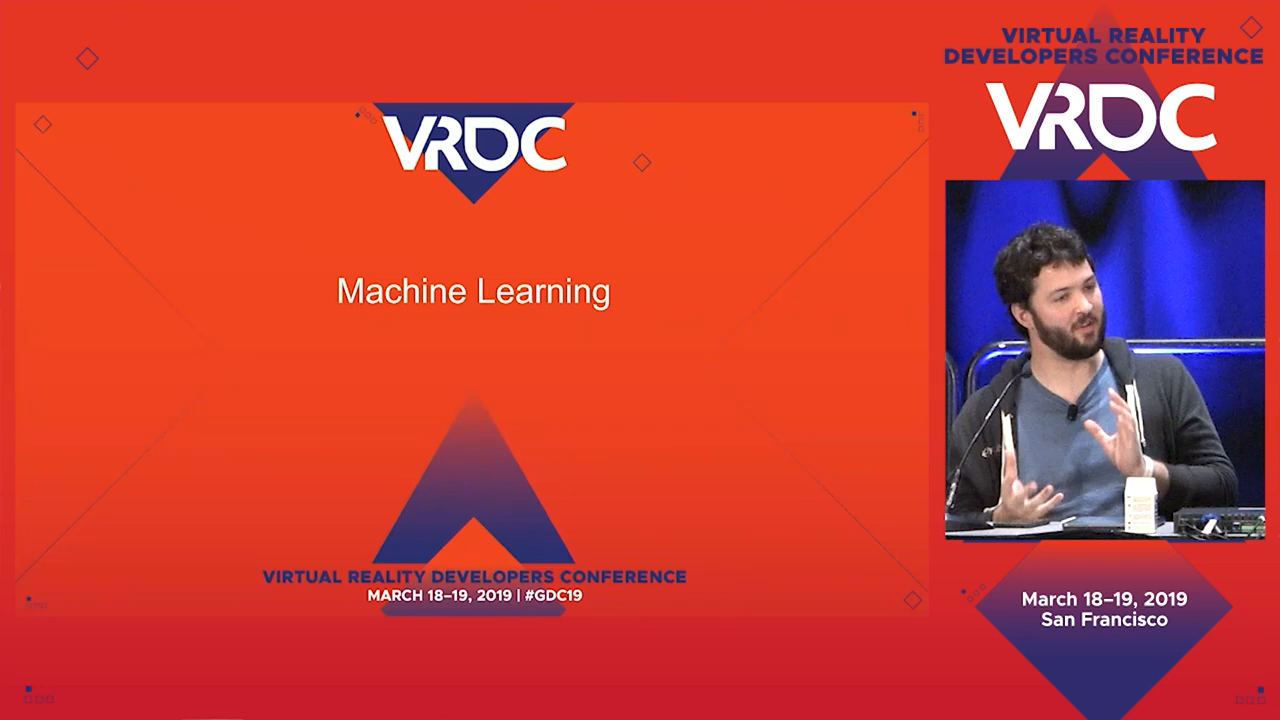 VRDC
Machine Learning
VIRTUAL REALITY DEVELOPERS CONFERENCE
MARCH 18–19, 2019 | #GDC19
VIRTUAL REALITY
DEVELOPERS CONFERENCE
VRDC
March 18–19, 2019
San Francisco